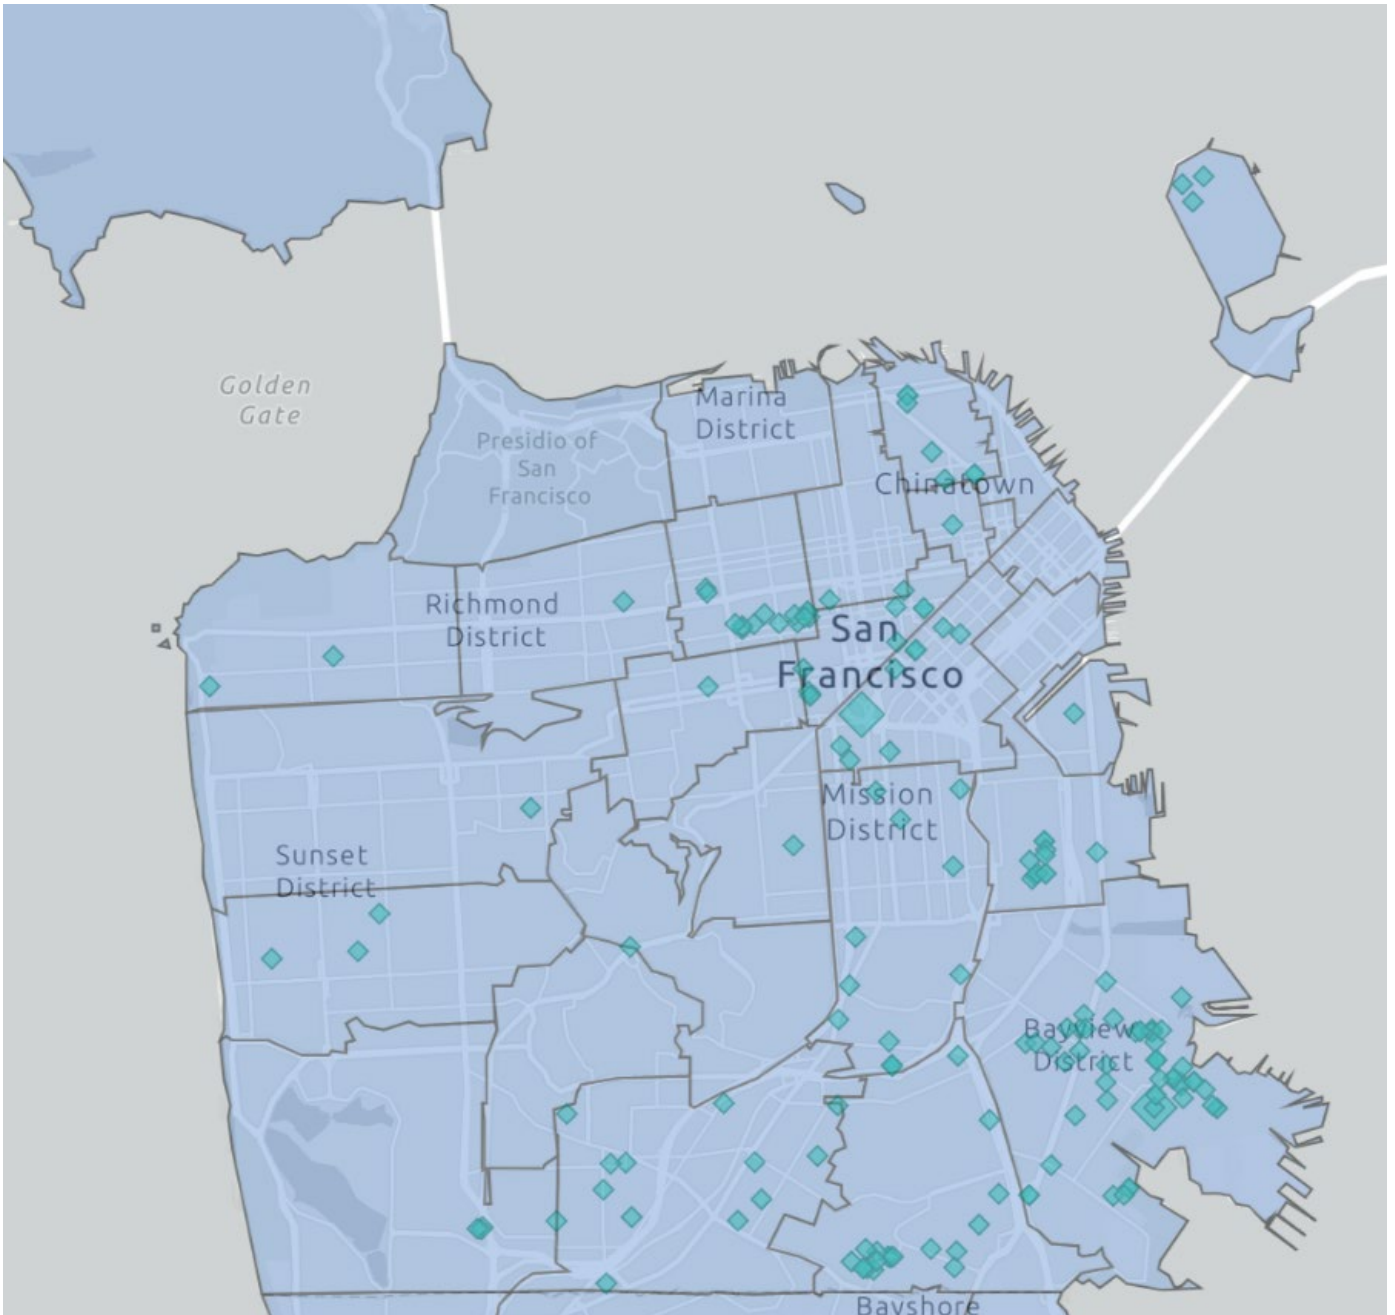 Golden
Gate
Marina
District
Presidio of
San
Francisco
Chinatown
Richmond
District
San
Francisco
Mission
District
Sunset
District
Bayview
District
Bayshore